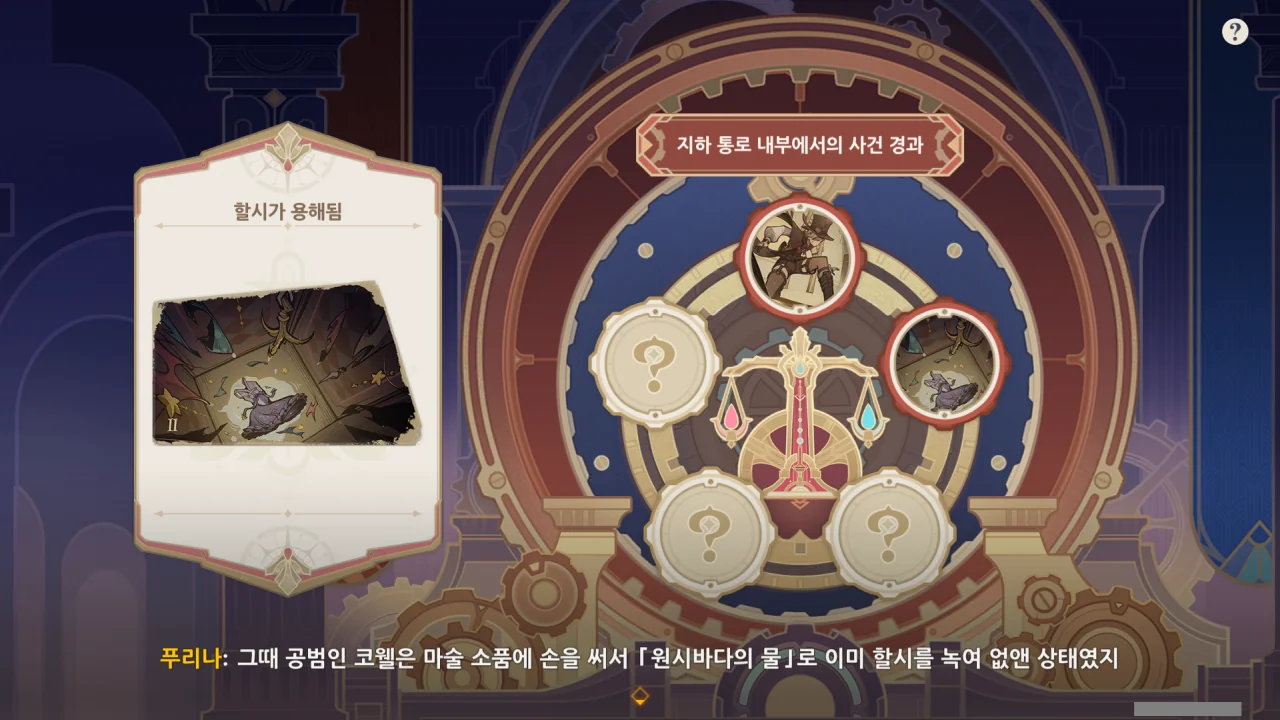 ?
지하 통로 내부에서의 사건 경과
할시가 용해됨
II
푸리나: 그때 공범인 코웰은 마술 소품에 손을 써서 「원시바다의 물」로 이미 할시를 녹여 없앤 상태였지